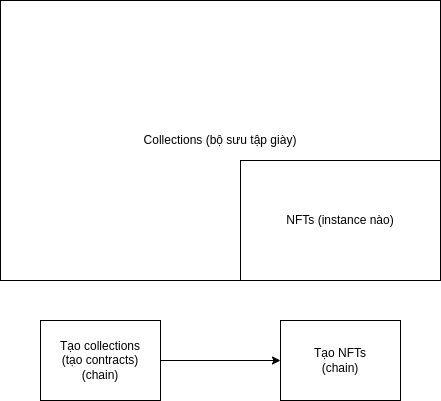 Collections (bộ sưu tập giày)
NFTs (instance nào)
Tạo collections
(tạo contracts)
(chain)
Tạo NFTs
(chain)